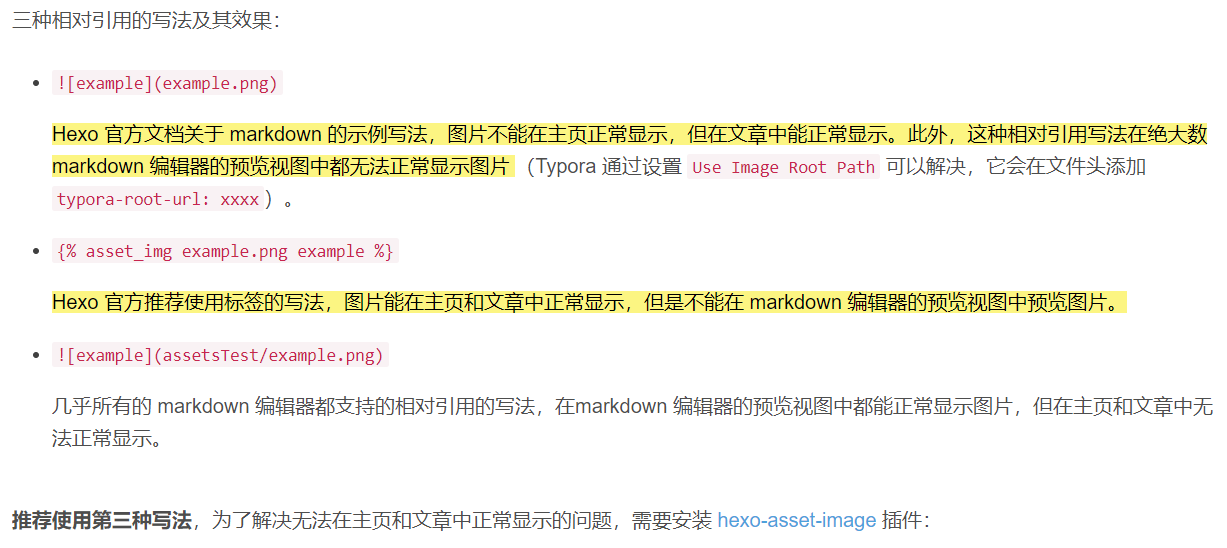 三种相对引用的写法及其效果：
• ![example](example.png)
Hexo 官方文档关于 markdown 的示例写法，图片不能在主页正常显示，但在文章中能正常显示。此外，这种相对引用写法在绝大数
markdown 编辑器的预览视图中都无法正常显示图片 （Typora 通过设置 Use Image Root Path 可以解决，它会在文件头添加
typora-root-url: xxxx）。
• {% asset_img example.png example %}
Hexo 官方推荐使用标签的写法，图片能在主页和文章中正常显示，但是不能在 markdown 编辑器的预览视图中预览图片。
• ![example](assetsTest/example.png)
几乎所有的 markdown 编辑器都支持的相对引用的写法，在markdown 编辑器的预览视图中都能正常显示图片，但在主页和文章中无
法正常显示。
推荐使用第三种写法，为了解决无法在主页和文章中正常显示的问题，需要安装 hexo-asset-image 插件：